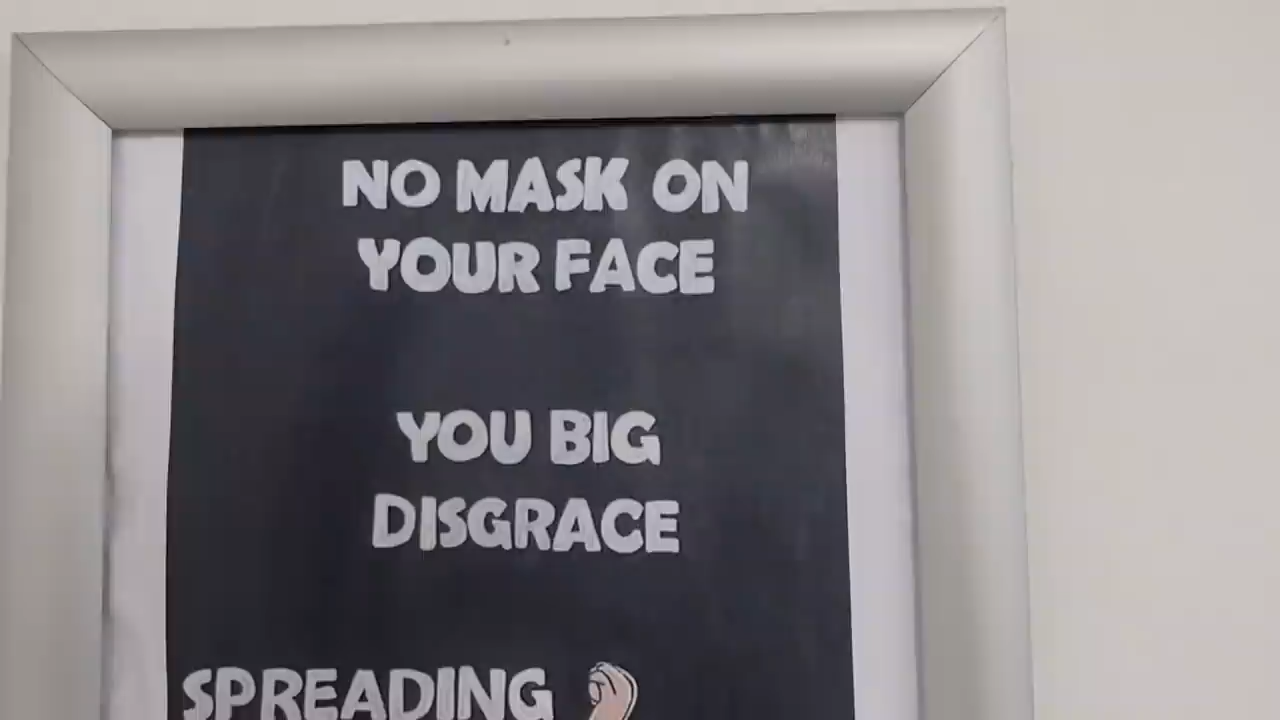 NO MASK ON
YOUR FACE
YOU BIG
DISGRACE
SPREADING